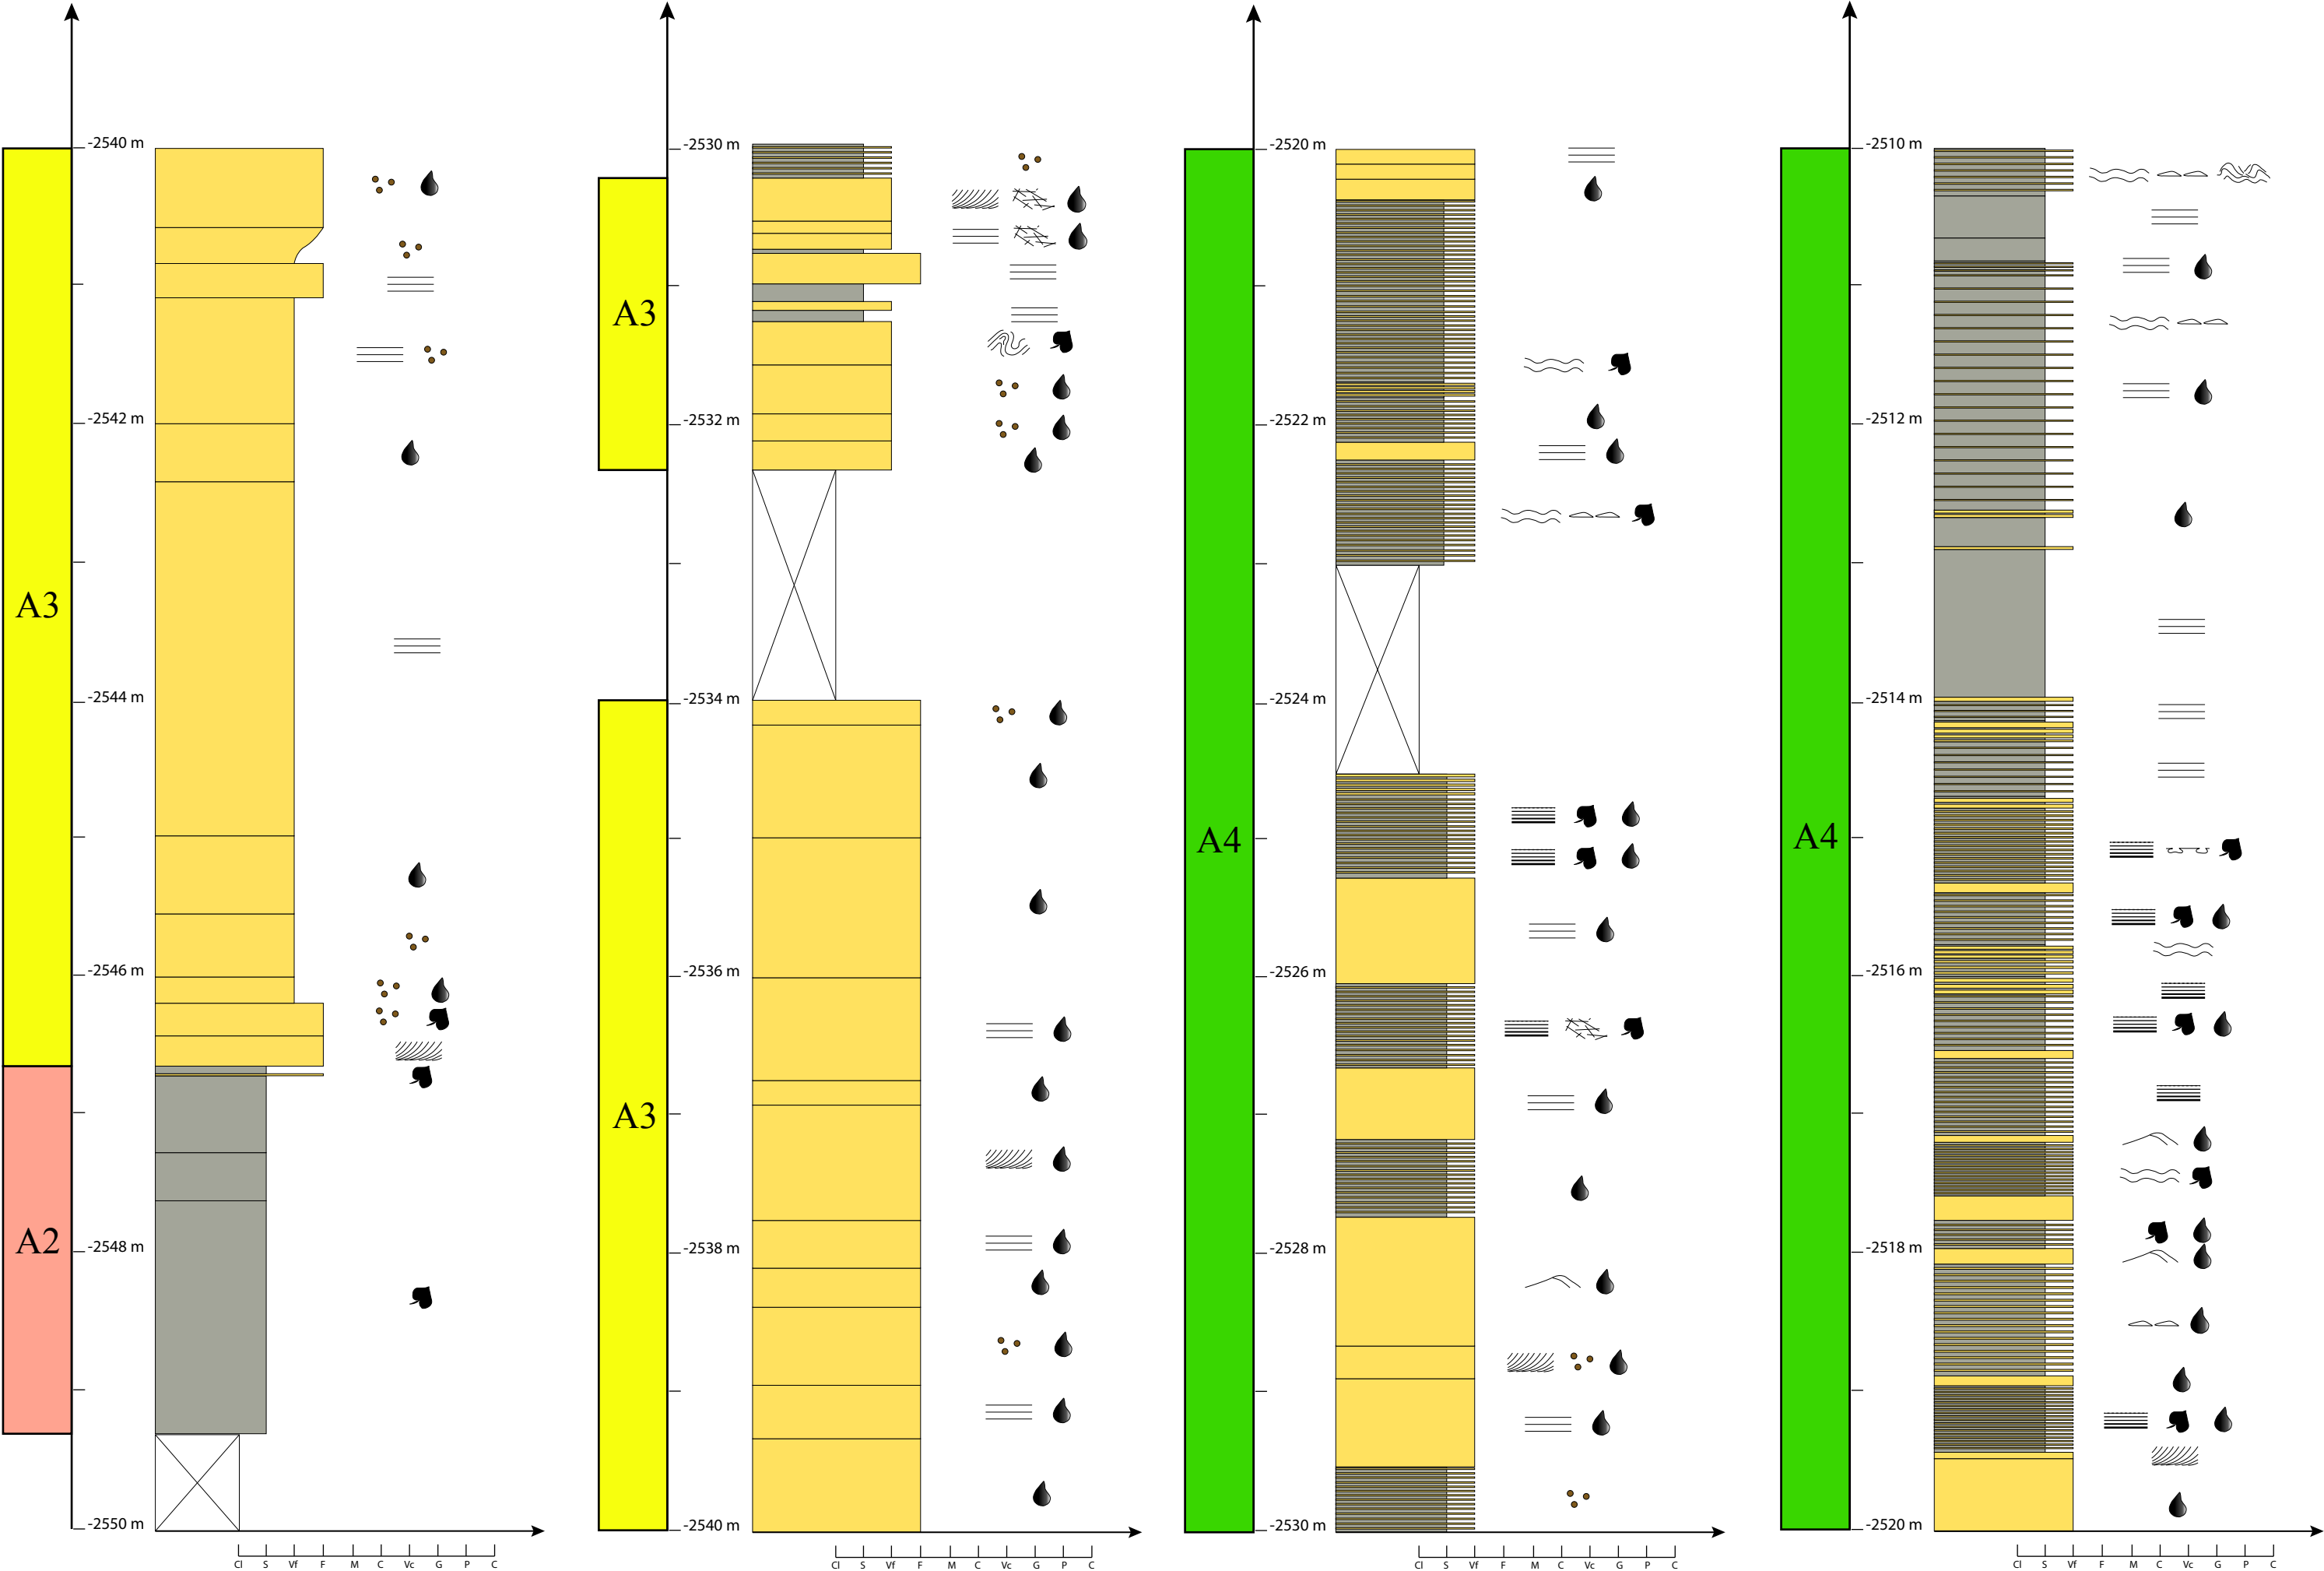 -2540 m
-2542 m
-2544 m
-2546 m
-2548 m
-2550 m
A3
A2
Cl S Vf F M C Vc G P C
-2530 m
-2532 m
-2534 m
-2536 m
-2538 m
-2540 m
A3
A3
Cl S Vf F M C Vc G P C
-2520 m
-2522 m
-2524 m
-2526 m
-2528 m
-2530 m
A4
Cl S Vf F M C Vc G P C
-2510 m
-2512 m
-2514 m
-2516 m
-2518 m
-2520 m
A4
Cl S Vf F M C Vc G P C